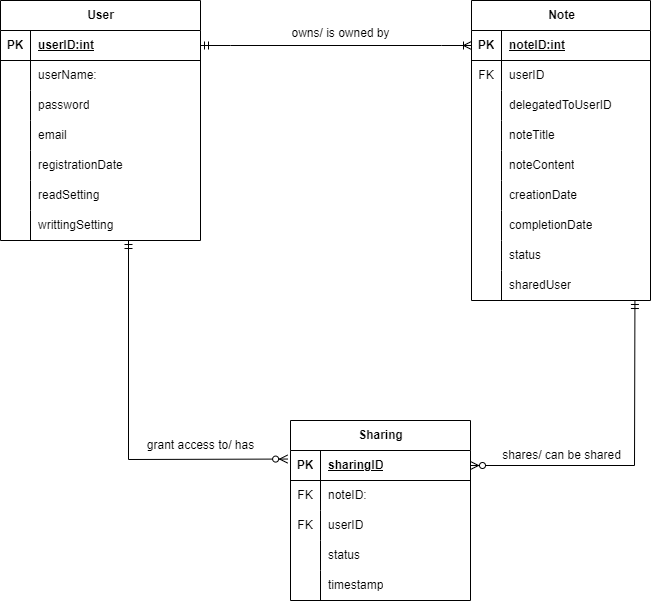 User
PK userID:int
userName:
password
email
registrationDate
readSetting
writtingSetting
owns/ is owned by
Note
PK noteID:int
FK userID
delegatedToUserID
noteTitle
noteContent
creationDate
completionDate
status
sharedUser
grant access to/ has
shares/ can be shared
Sharing
PK sharingID
FK noteID:
FK userID
status
timestamp